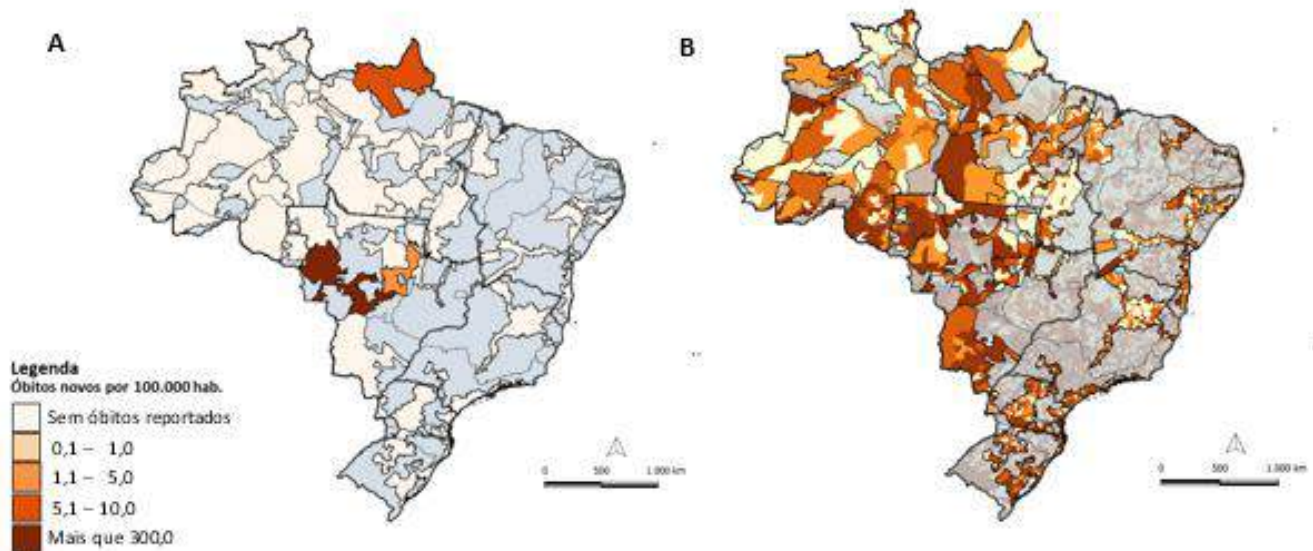 A
B
Legenda
Óbitos novos por 100.000 hab.
Sem óbitos reportados
0,1 – 1,0
1,1 – 5,0
5,1 – 10,0
Mais que 300,0
0 500 1.000 km
0 500 1.000 km